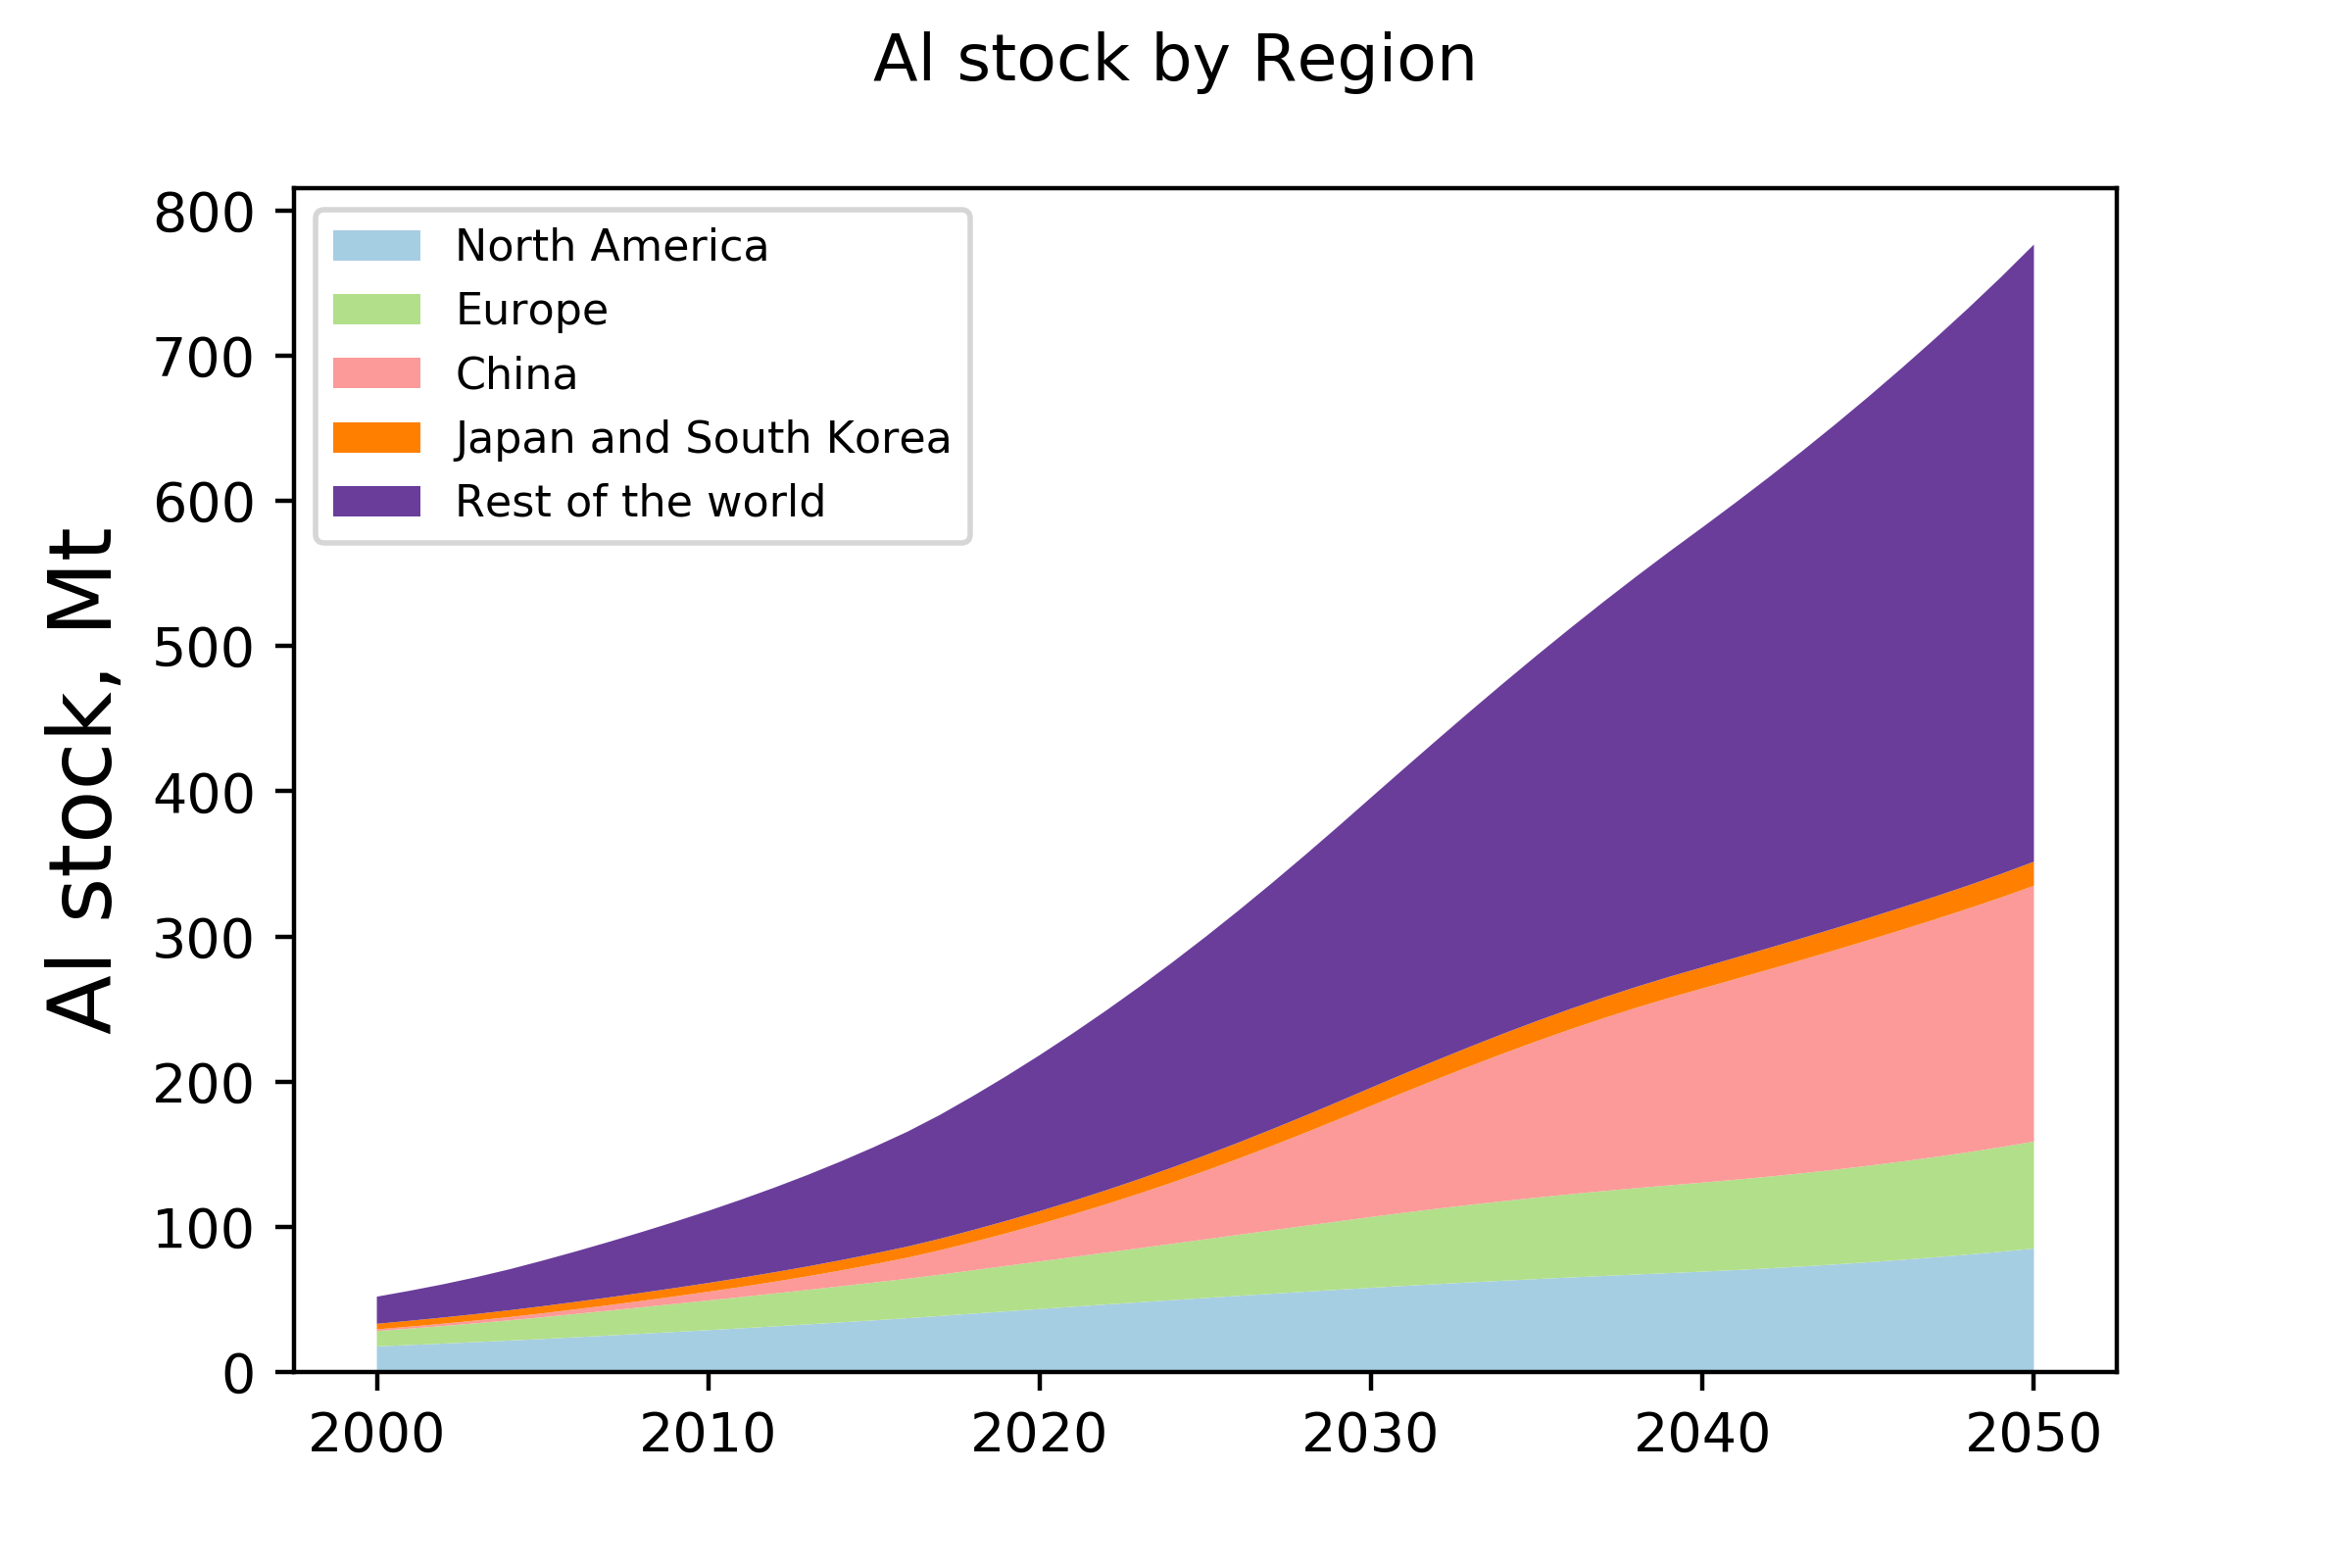 Al stock by Region
Al stock, Mt
800
700
600
500
400
300
200
100
0
North America
Europe
China
Japan and South Korea
Rest of the world
2000 2010 2020 2030 2040 2050